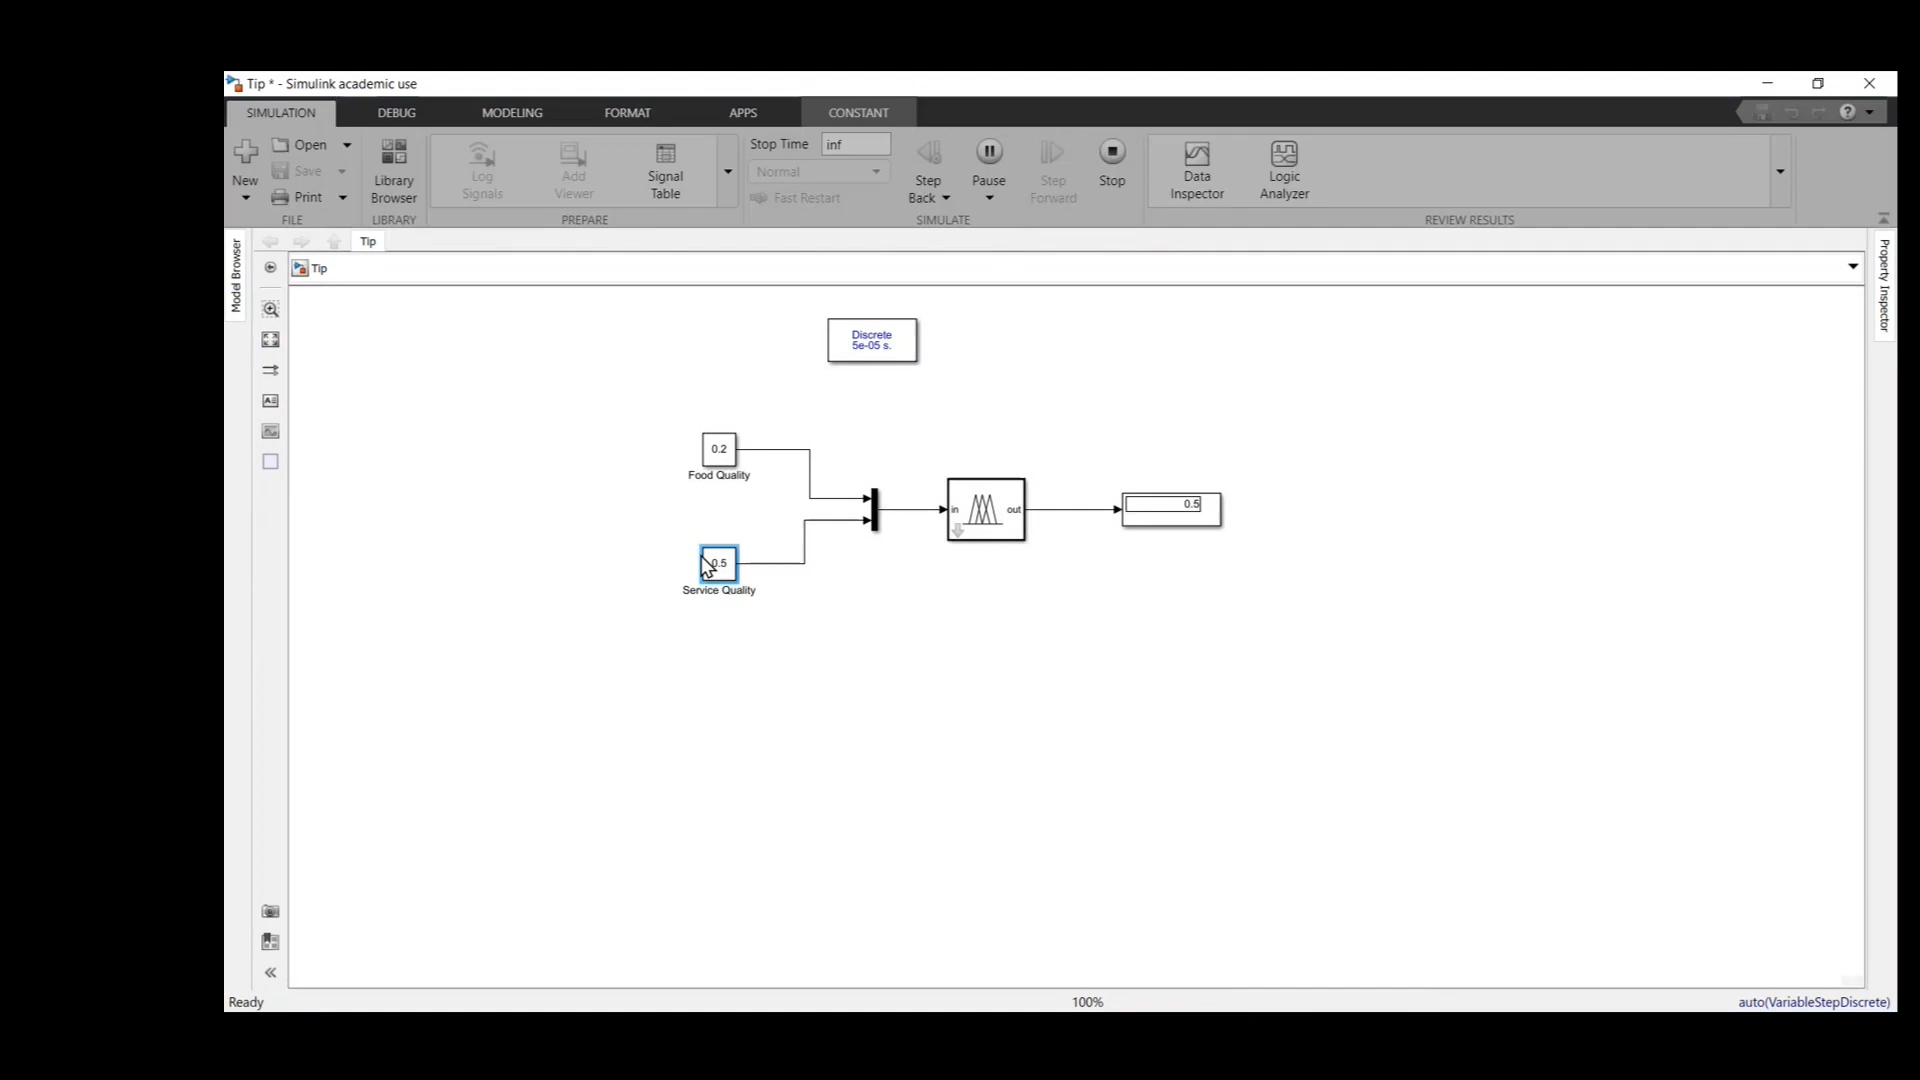 Tip * - Simulink academic use
SIMULATION DEBUG MODELING FORMAT APPS CONSTANT
New
Open
Save
Print
FILE
Library
Browser
LIBRARY
Log
Signals
Add
Viewer
Signal
Table
PREPARE
Stop Time inf
Normal
Fast Restart
Step
Back
Pause
Step
Forward
Stop
SIMULATE
Data
Inspector
Logic
Analyzer
REVIEW RESULTS
Model Browser
Tip
Tip
Property Inspector
Discrete
5e-05 s.
0.2
Food Quality
0.5
Service Quality
in
out
0.5
Ready
100%
auto(VariableStepDiscrete)